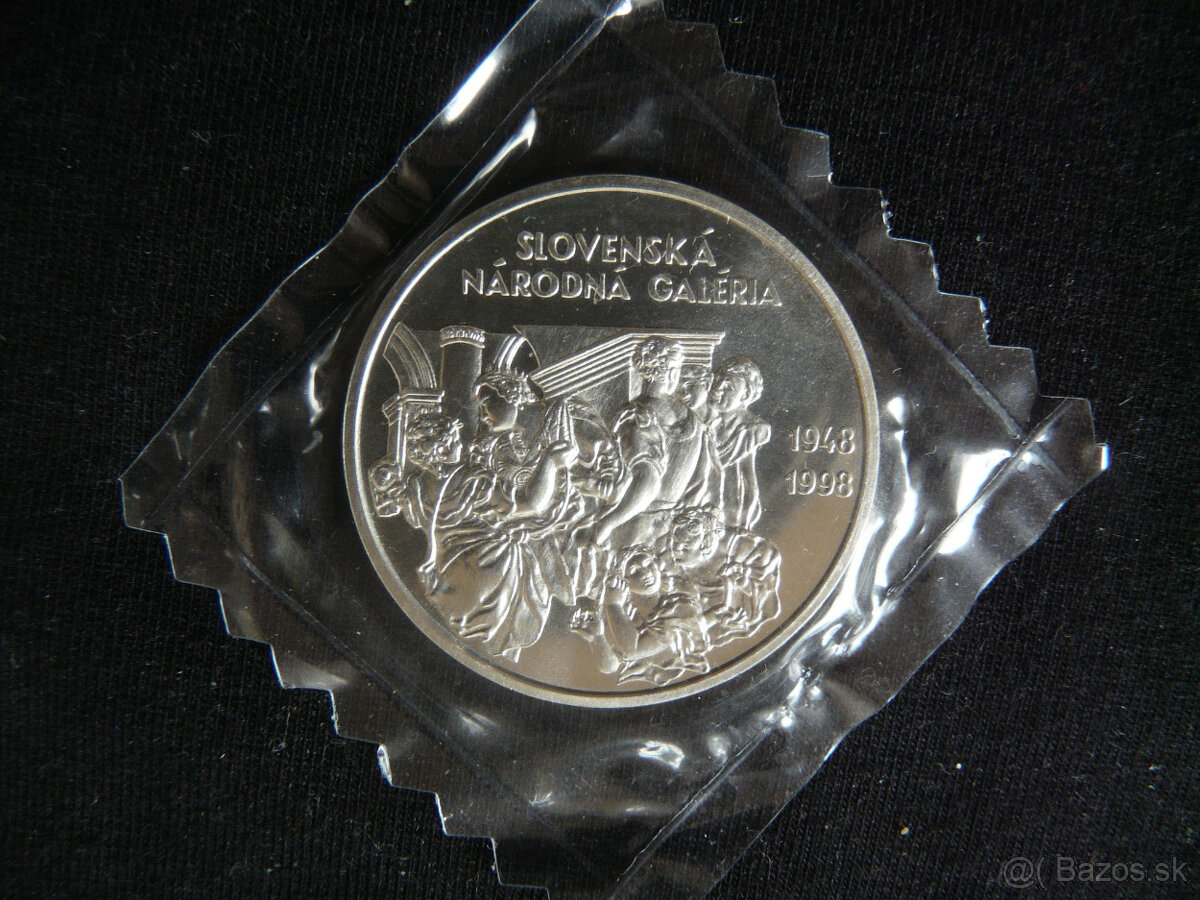 SLOVENSKÁ
NÁRODNÁ GALÉRIA
1948
1998
@( Bazos.sk